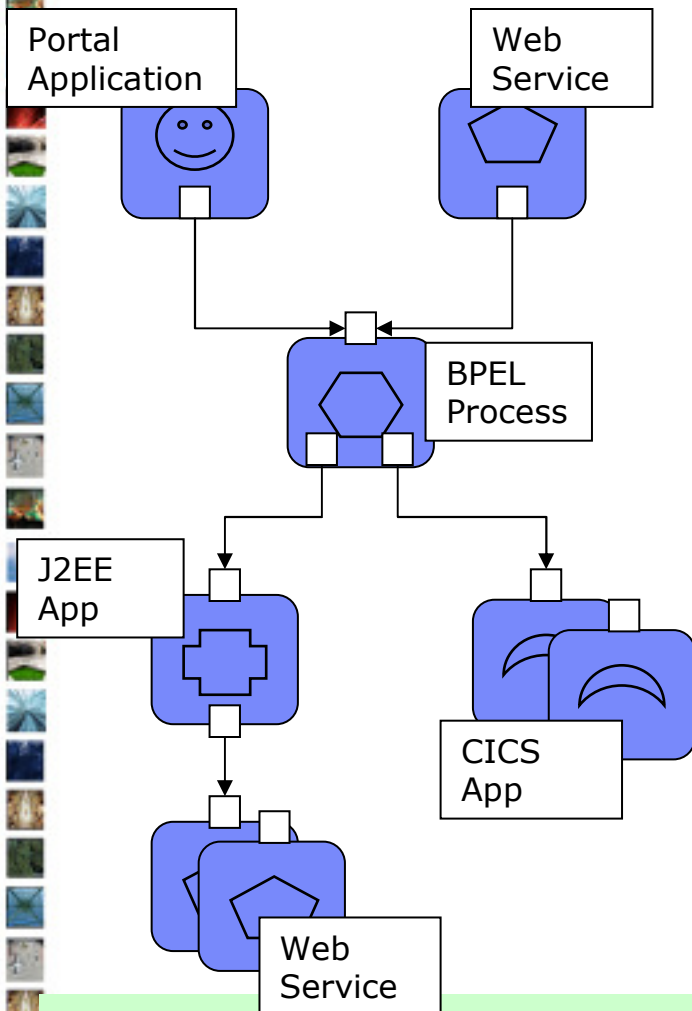 Portal
Application
Web
Service
BPEL
Process
J2EE
App
CICS
App
Web
Service